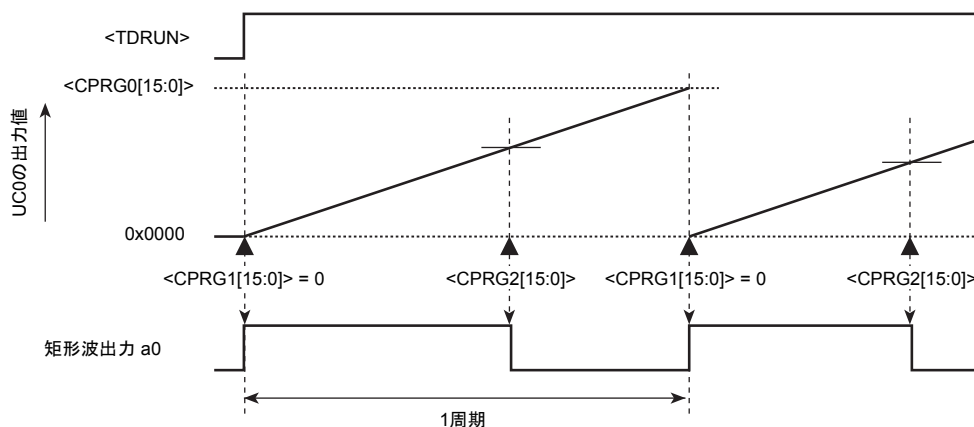 <TDRUN>
<CPRG0[15:0]>
UC0の出力値
0x0000
<CPRG1[15:0]> = 0
<CPRG2[15:0]>
<CPRG1[15:0]> = 0
<CPRG2[15:0]>
矩形波出力 a0
1周期